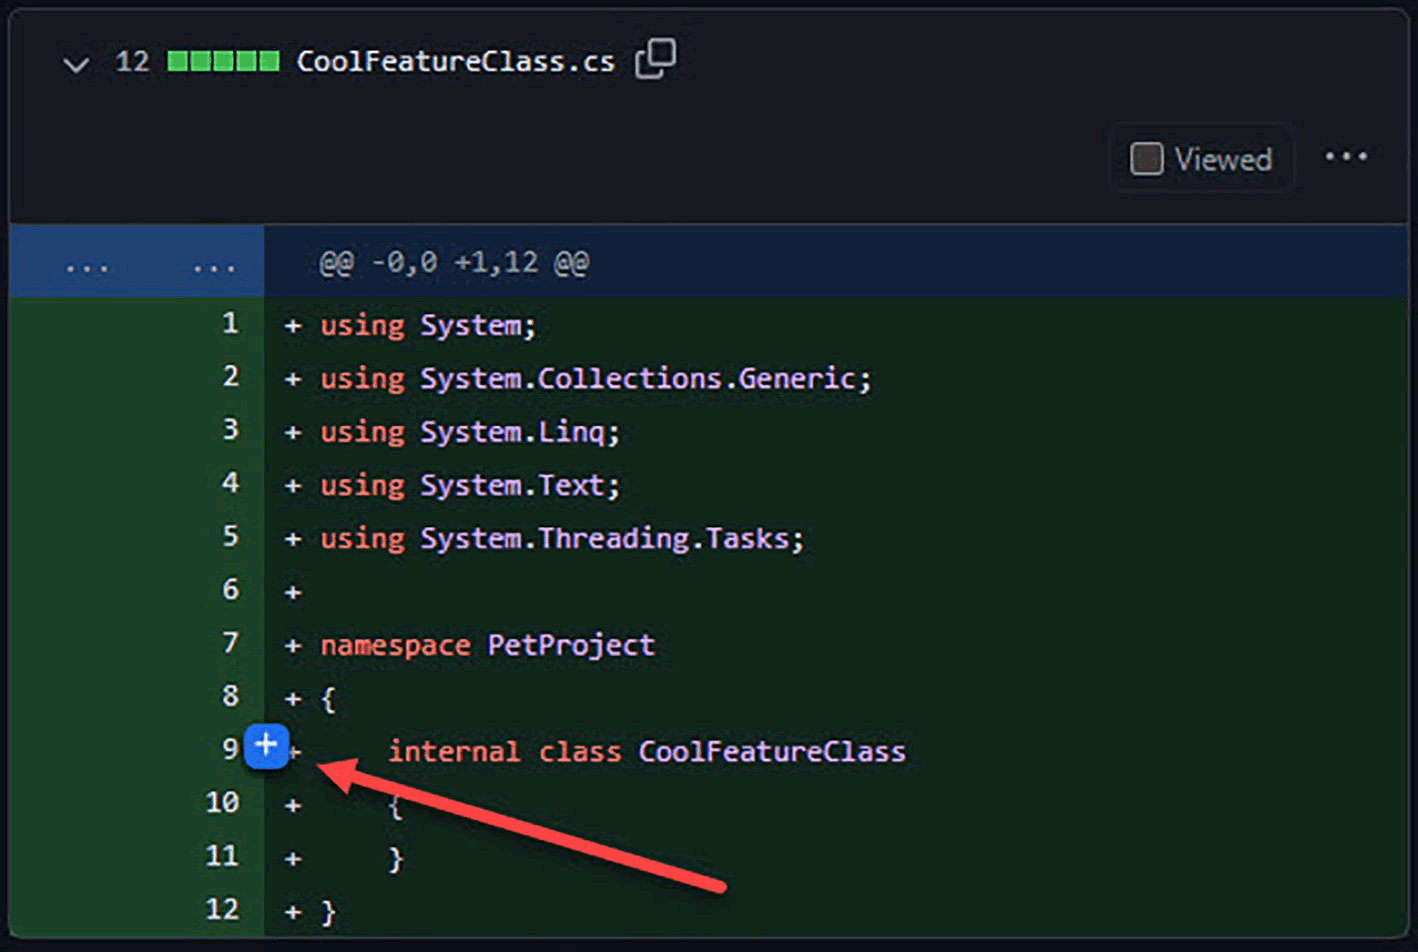 12 CoolFeatureClass.cs
Viewed ...
... ... @@ -0,0 +1,12 @@
1 + using System;
2 + using System.Collections.Generic;
3 + using System.Linq;
4 + using System.Text;
5 + using System.Threading.Tasks;
6 +
7 + namespace PetProject
8 + {
9 + +     internal class CoolFeatureClass
10 +     {
11 +     }
12 + }